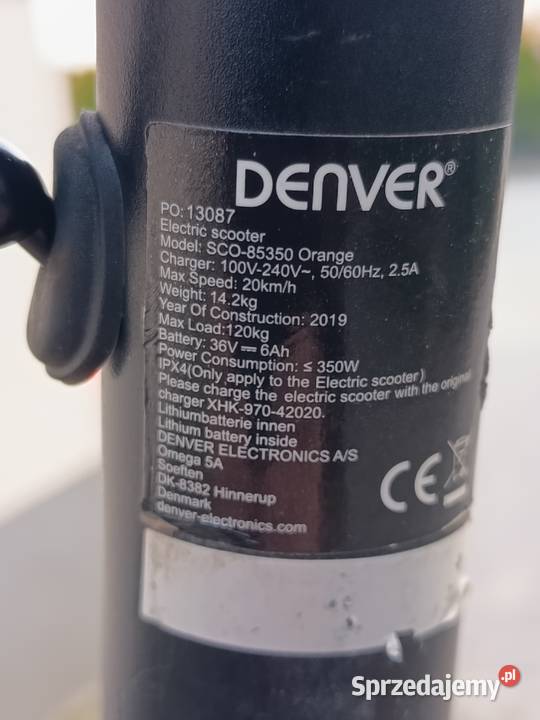 DENVER®
PO: 13087
Electric scooter
Model: SCO-85350 Orange
Charger: 100V-240V~, 50/60Hz, 2.5A
Max Speed: 20km/h
Weight: 14.2kg
Year Of Construction: 2019
Max Load:120kg
Battery: 36V ⎓ 6Ah
Power Consumption: ≤ 350W
IPX4(Only apply to the Electric scooter)
Please charge the electric scooter with the original
charger XHK-970-42020.
Lithiumbatterie innen
Lithium battery inside
DENVER ELECTRONICS A/S
Omega 5A
Soeften
DK-8382 Hinnerup
Denmark
denver-electronics.com
CE
Sprzedajemy.pl